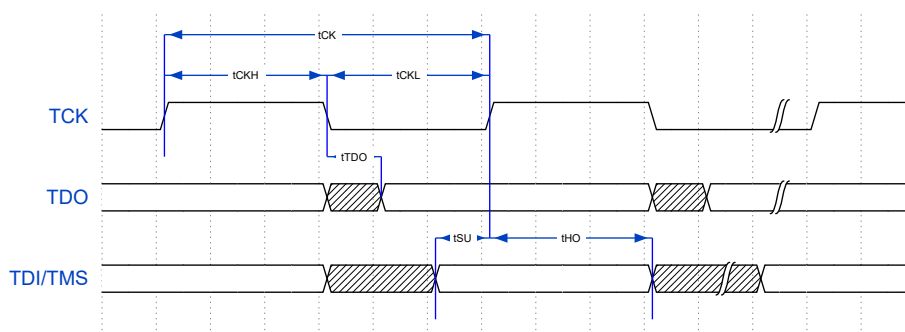 tCK
tCKH
tCKL
TCK
tTDO
TDO
tSU
tHO
TDI/TMS